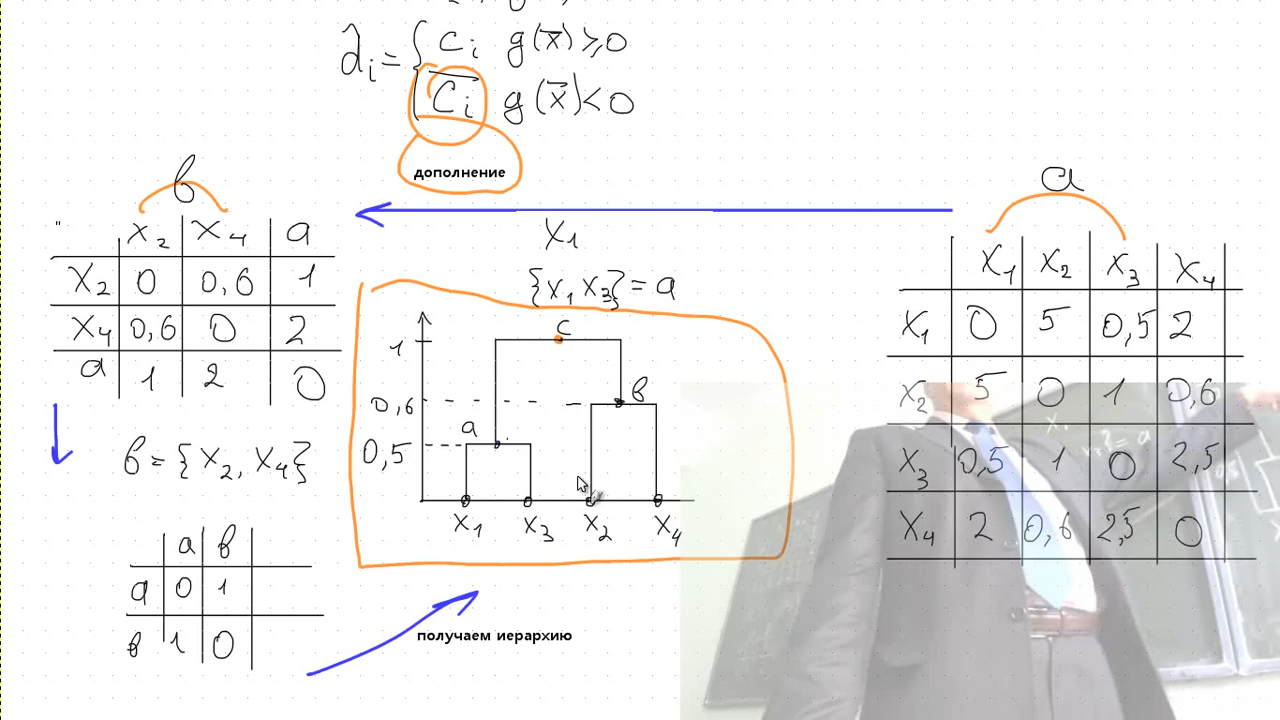 λi = { Ci g(x̄) ≥ 0
C̅i g(x̄) < 0
дополнение
в
a
"
x2 x4 a
x2 0 0,6 1
x4 0,6 0 2
a 1 2 0
в = {x2, x4}
a в
a 0 1
в 1 0
x1
{x1 x3} = a
c
1
0,6
в
a
0,5
x1 x3 x2 x4
получаем иерархию
x1 x2 x3 x4
x1 0 5 0,5 2
x2 5 0 1 0,6
x3 0,5 1 0 2,5
x4 2 0,6 2,5 0